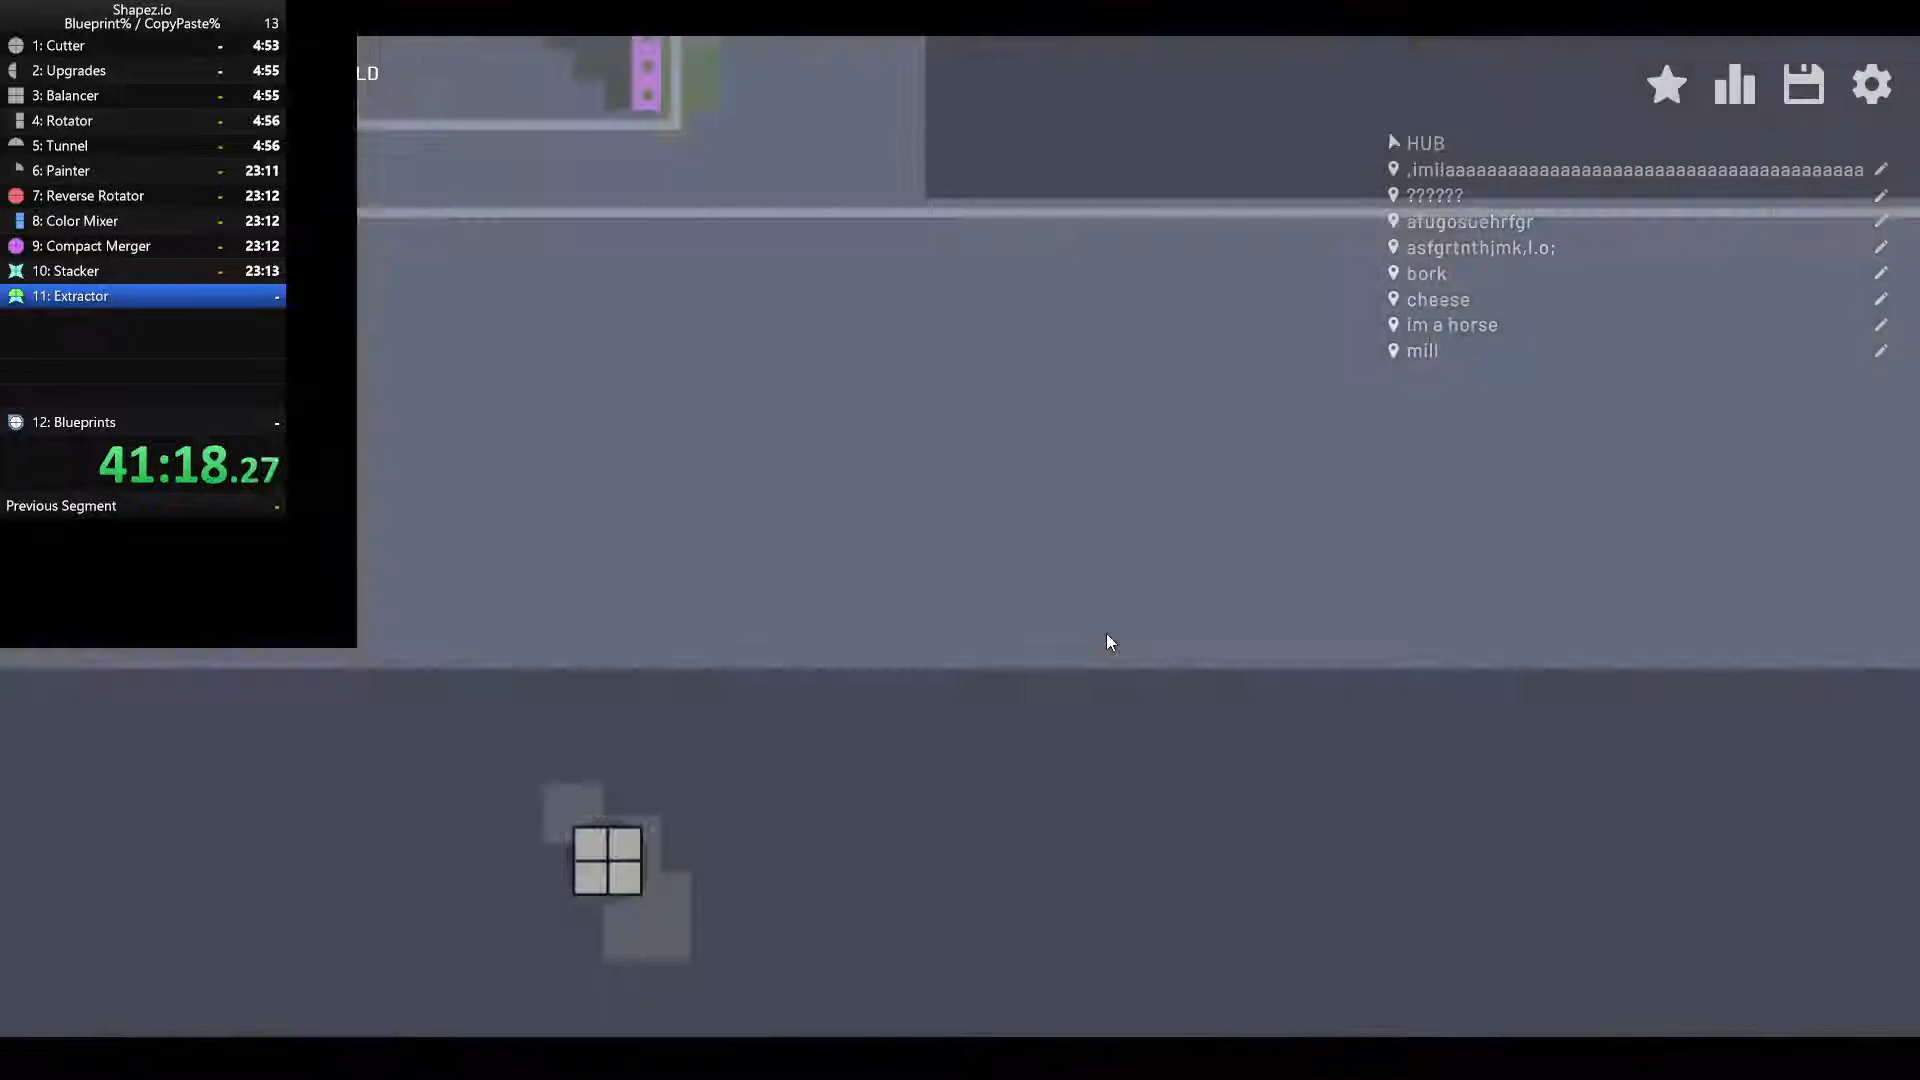 Shapez.io
Blueprint% / CopyPaste% 13
1: Cutter - 4:53
2: Upgrades - 4:55
3: Balancer - 4:55
4: Rotator - 4:56
5: Tunnel - 4:56
6: Painter - 23:11
7: Reverse Rotator - 23:12
8: Color Mixer - 23:12
9: Compact Merger - 23:12
10: Stacker - 23:13
11: Extractor -
12: Blueprints -
41:18.27
Previous Segment -
LD
HUB
??????
afugosuehrfgr
asfgrtnthjmk,l.o;
bork
cheese
im a horse
mill